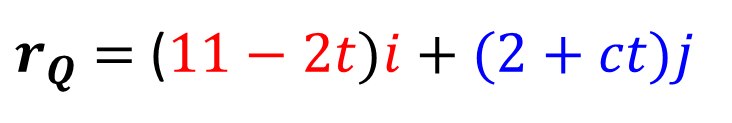 r_Q = (11 − 2t)i + (2 + ct)j